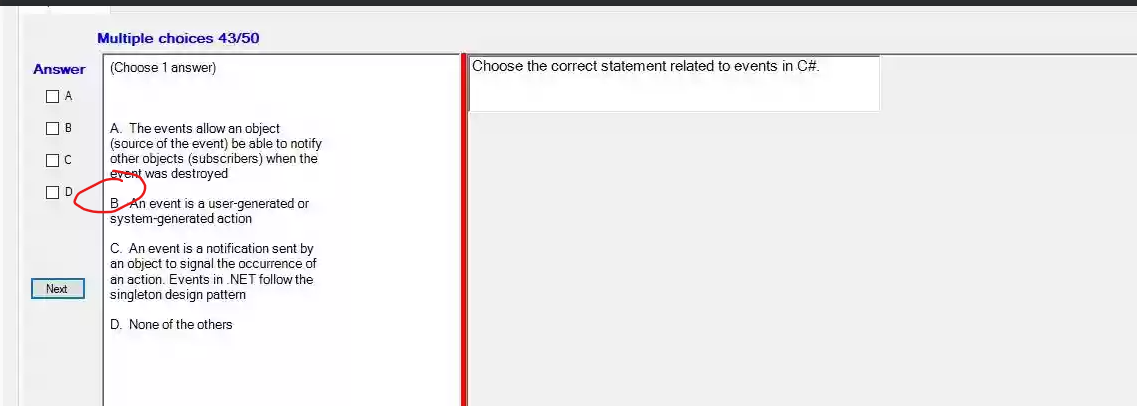 Multiple choices 43/50
Answer
A
B
C
D
Next
(Choose 1 answer)
A. The events allow an object
(source of the event) be able to notify
other objects (subscribers) when the
event was destroyed
B. An event is a user-generated or
system-generated action
C. An event is a notification sent by
an object to signal the occurrence of
an action. Events in .NET follow the
singleton design pattern
D. None of the others
Choose the correct statement related to events in C#.